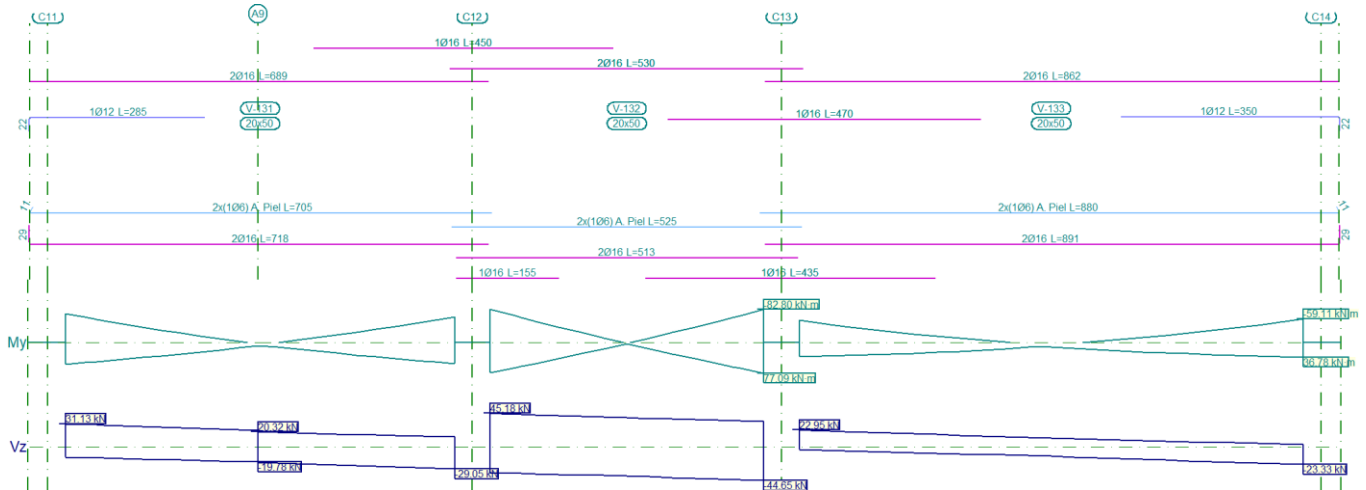 C11 A9 C12 C13 C14
1Ø16 L=450
2Ø16 L=530
2Ø16 L=689 2Ø16 L=862
V-131 V-132 V-133
1Ø12 L=285 1Ø12 L=350
20x50 20x50 20x50
22 1Ø16 L=470 22
11 2x(1Ø6) A. Piel L=705 2x(1Ø6) A. Piel L=880 11
2x(1Ø6) A. Piel L=525
29 29
2Ø16 L=718 2Ø16 L=891
2Ø16 L=513
1Ø16 L=155 1Ø16 L=435
-82.80 kN·m
-59.11 kN·m
My
36.78 kN·m
77.09 kN·m
45.18 kN
31.13 kN
20.32 kN 22.95 kN
Vz
-19.78 kN -23.33 kN
-29.05 kN
-44.65 kN